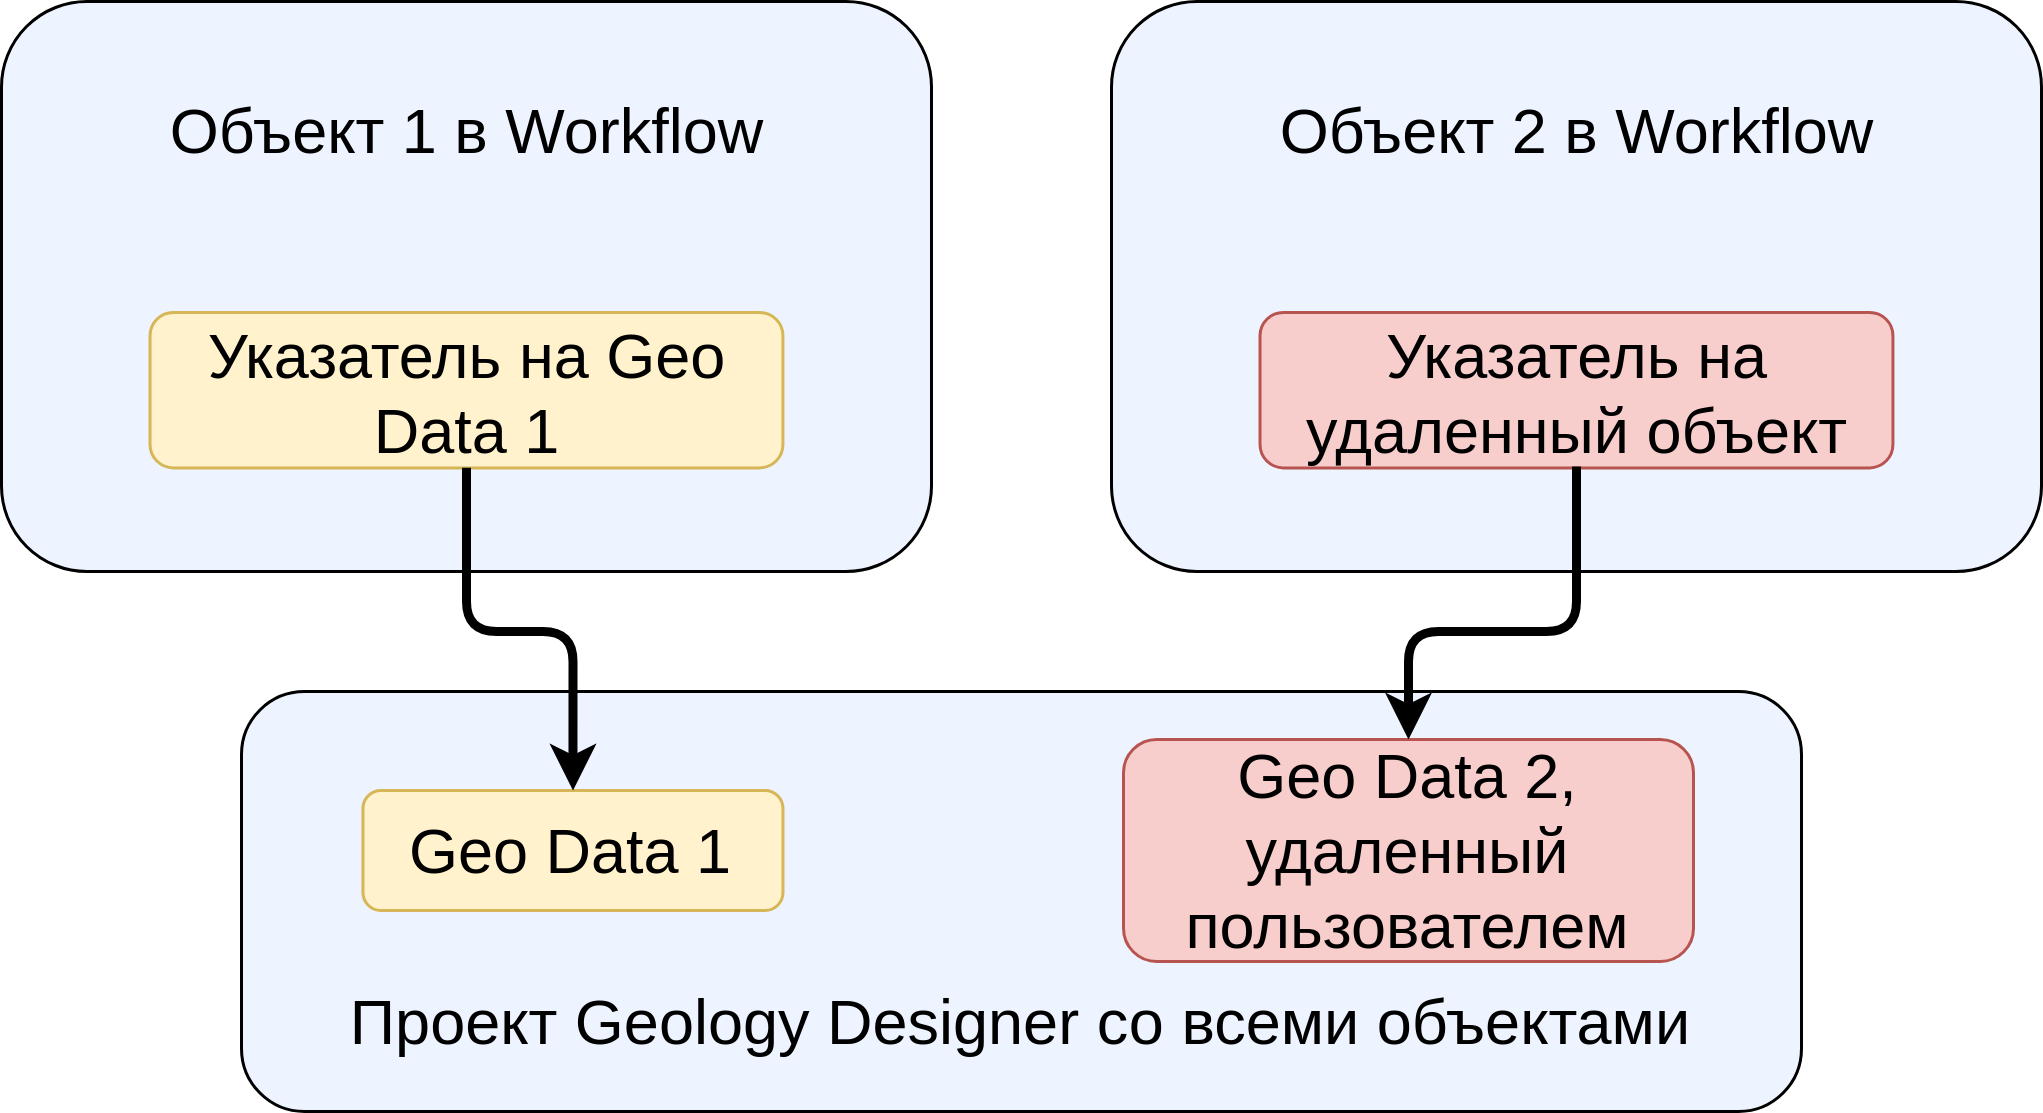 Объект 1 в Workflow
Объект 2 в Workflow
Указатель на Geo
Data 1
Указатель на
удаленный объект
Geo Data 1
Geo Data 2,
удаленный
пользователем
Проект Geology Designer со всеми объектами